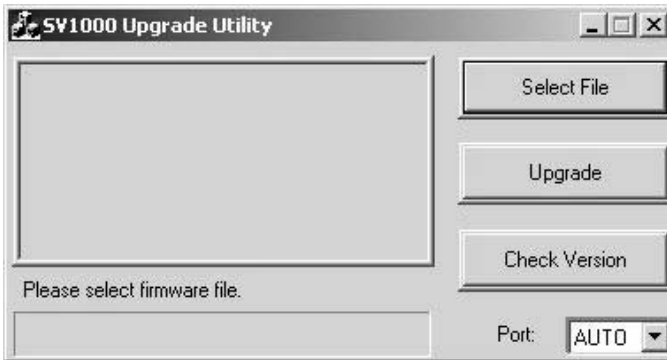 SV1000 Upgrade Utility
Select File
Upgrade
Check Version
Please select firmware file.
Port: AUTO